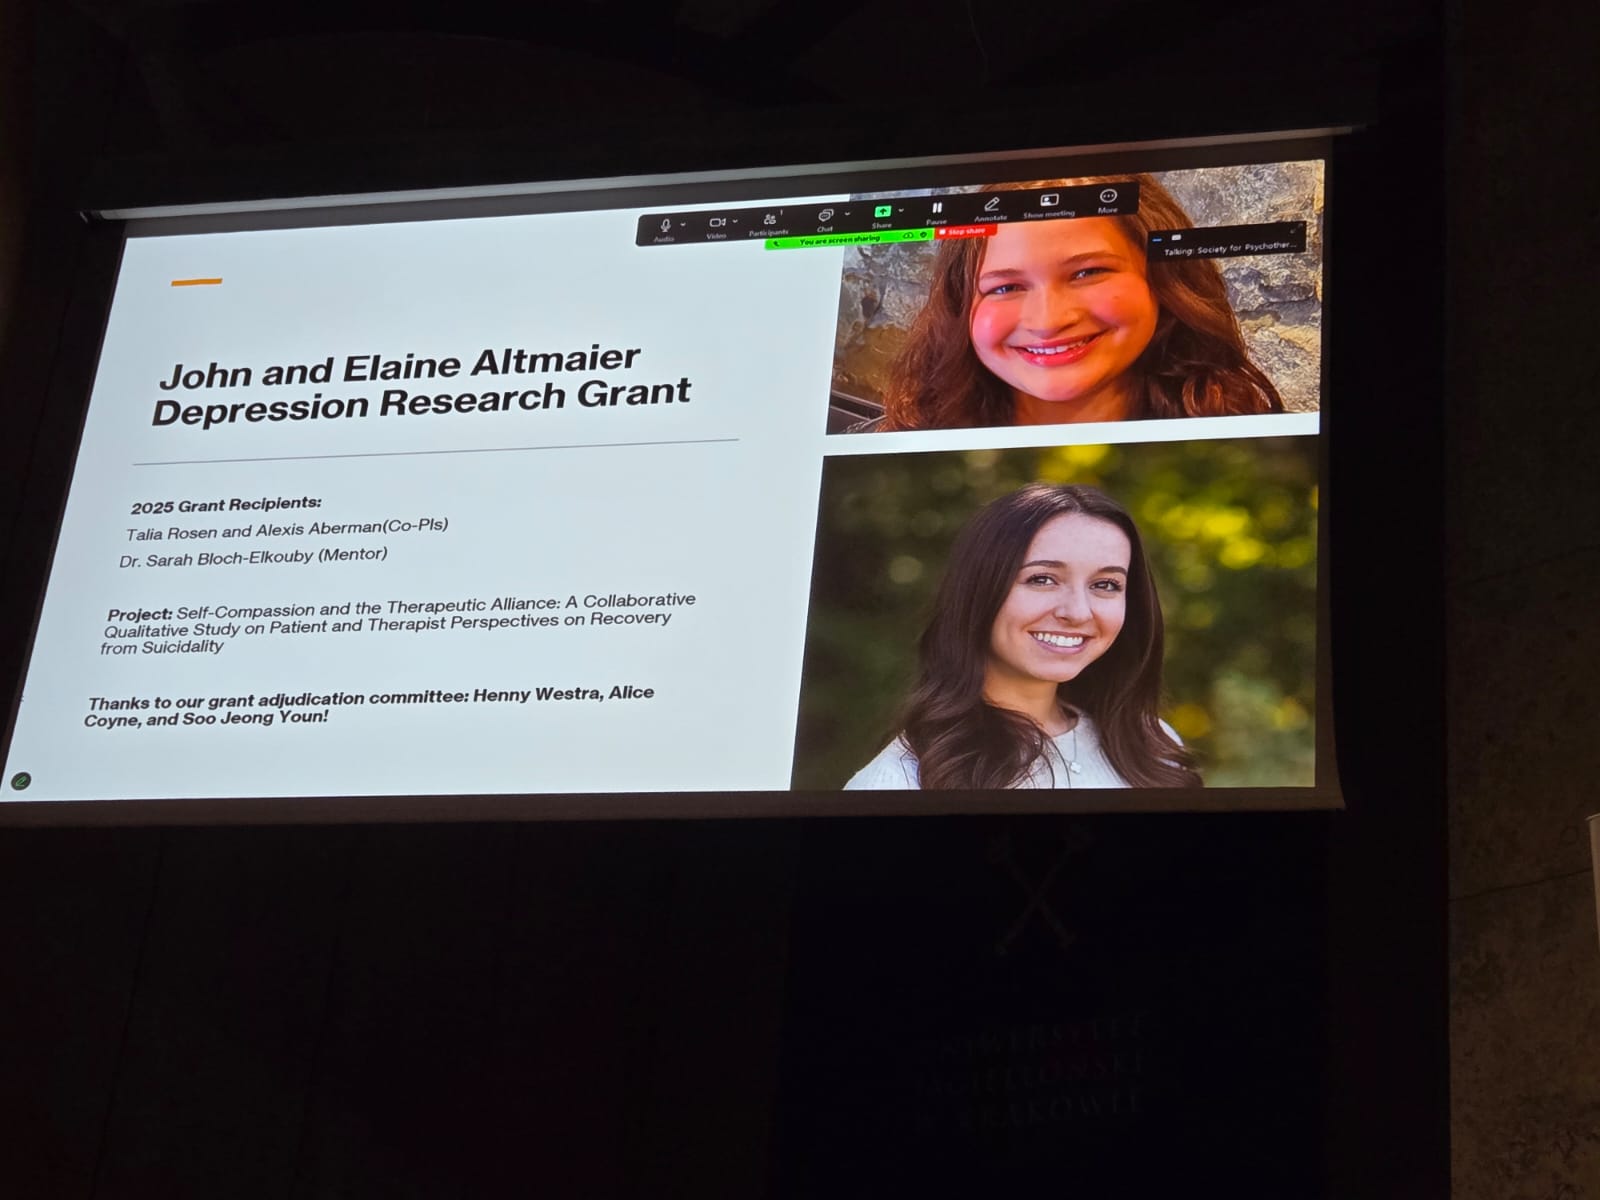 Audio
Video
Participants
Chat
Share
Pause
Annotate
Show meeting
More
You are screen sharing
Stop share
Talking: Society for Psychother...
John and Elaine Altmaier
Depression Research Grant
2025 Grant Recipients:
Talia Rosen and Alexis Aberman(Co-PIs)
Dr. Sarah Bloch-Elkouby (Mentor)
Project: Self-Compassion and the Therapeutic Alliance: A Collaborative
Qualitative Study on Patient and Therapist Perspectives on Recovery
from Suicidality
Thanks to our grant adjudication committee: Henny Westra, Alice
Coyne, and Soo Jeong Youn!
UNIWERSYTET
JAGIELLOŃSKI
W KRAKOWIE